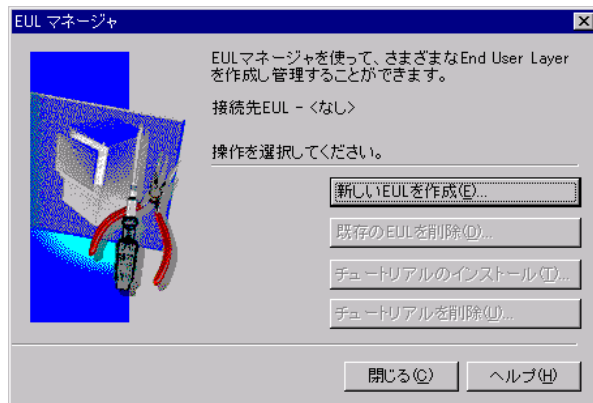 EUL マネージャ
EULマネージャを使って、さまざまなEnd User Layer
を作成し管理することができます。
接続先EUL - <なし>
操作を選択してください。
新しいEULを作成(E)...
既存のEULを削除(D)...
チュートリアルのインストール(T)...
チュートリアルを削除(U)...
閉じる(C)
ヘルプ(H)